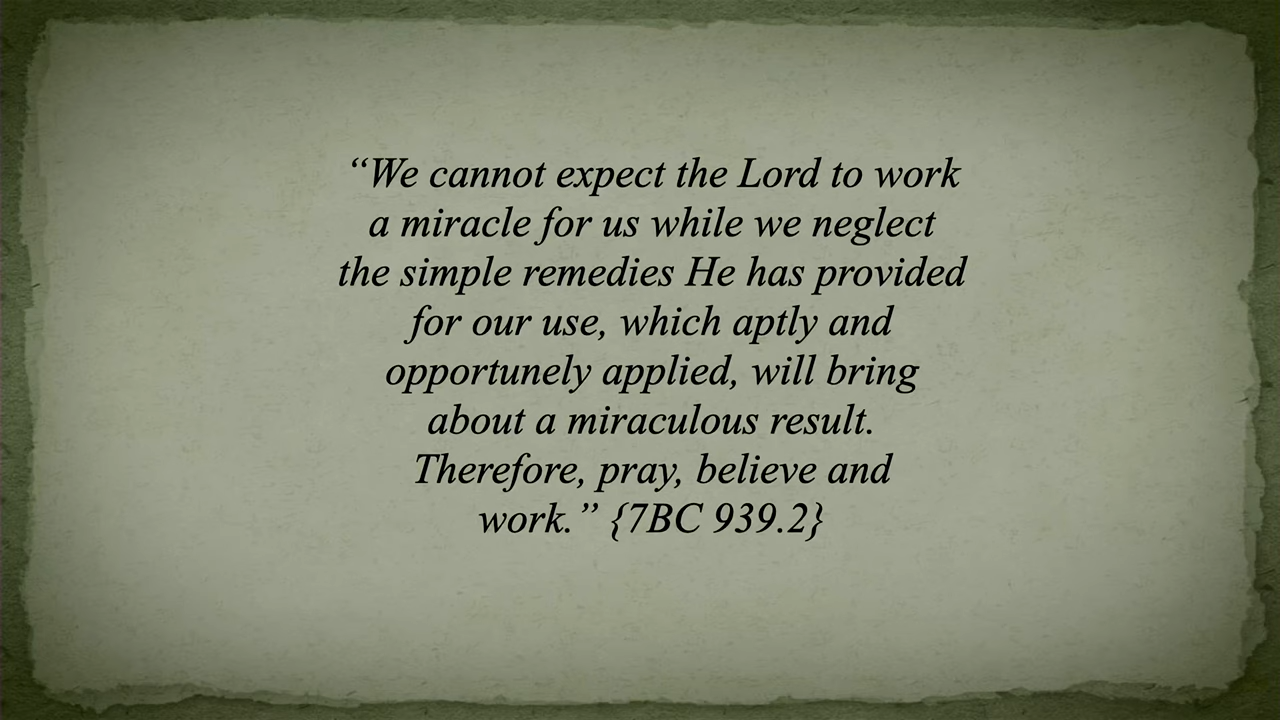 “We cannot expect the Lord to work
a miracle for us while we neglect
the simple remedies He has provided
for our use, which aptly and
opportunely applied, will bring
about a miraculous result.
Therefore, pray, believe and
work.” {7BC 939.2}